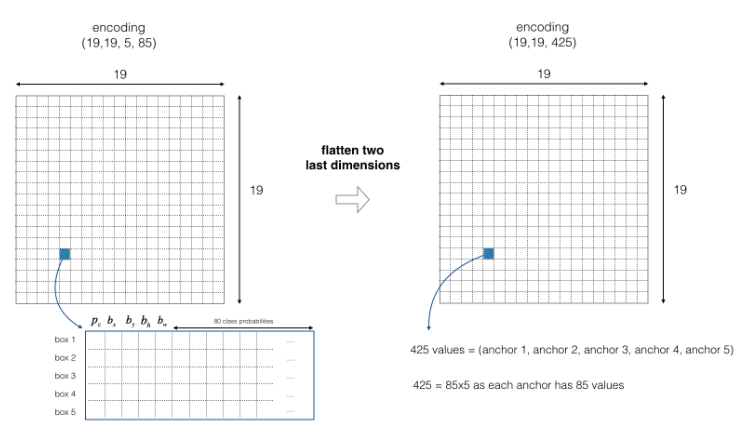 encoding
(19,19, 5, 85)
19
19
flatten two
last dimensions
encoding
(19,19, 425)
19
19
p_c b_x b_y b_h b_w
80 class probabilities
box 1 ....
box 2 ....
box 3 ....
box 4 ....
box 5 ....
425 values = (anchor 1, anchor 2, anchor 3, anchor 4, anchor 5)
425 = 85x5 as each anchor has 85 values